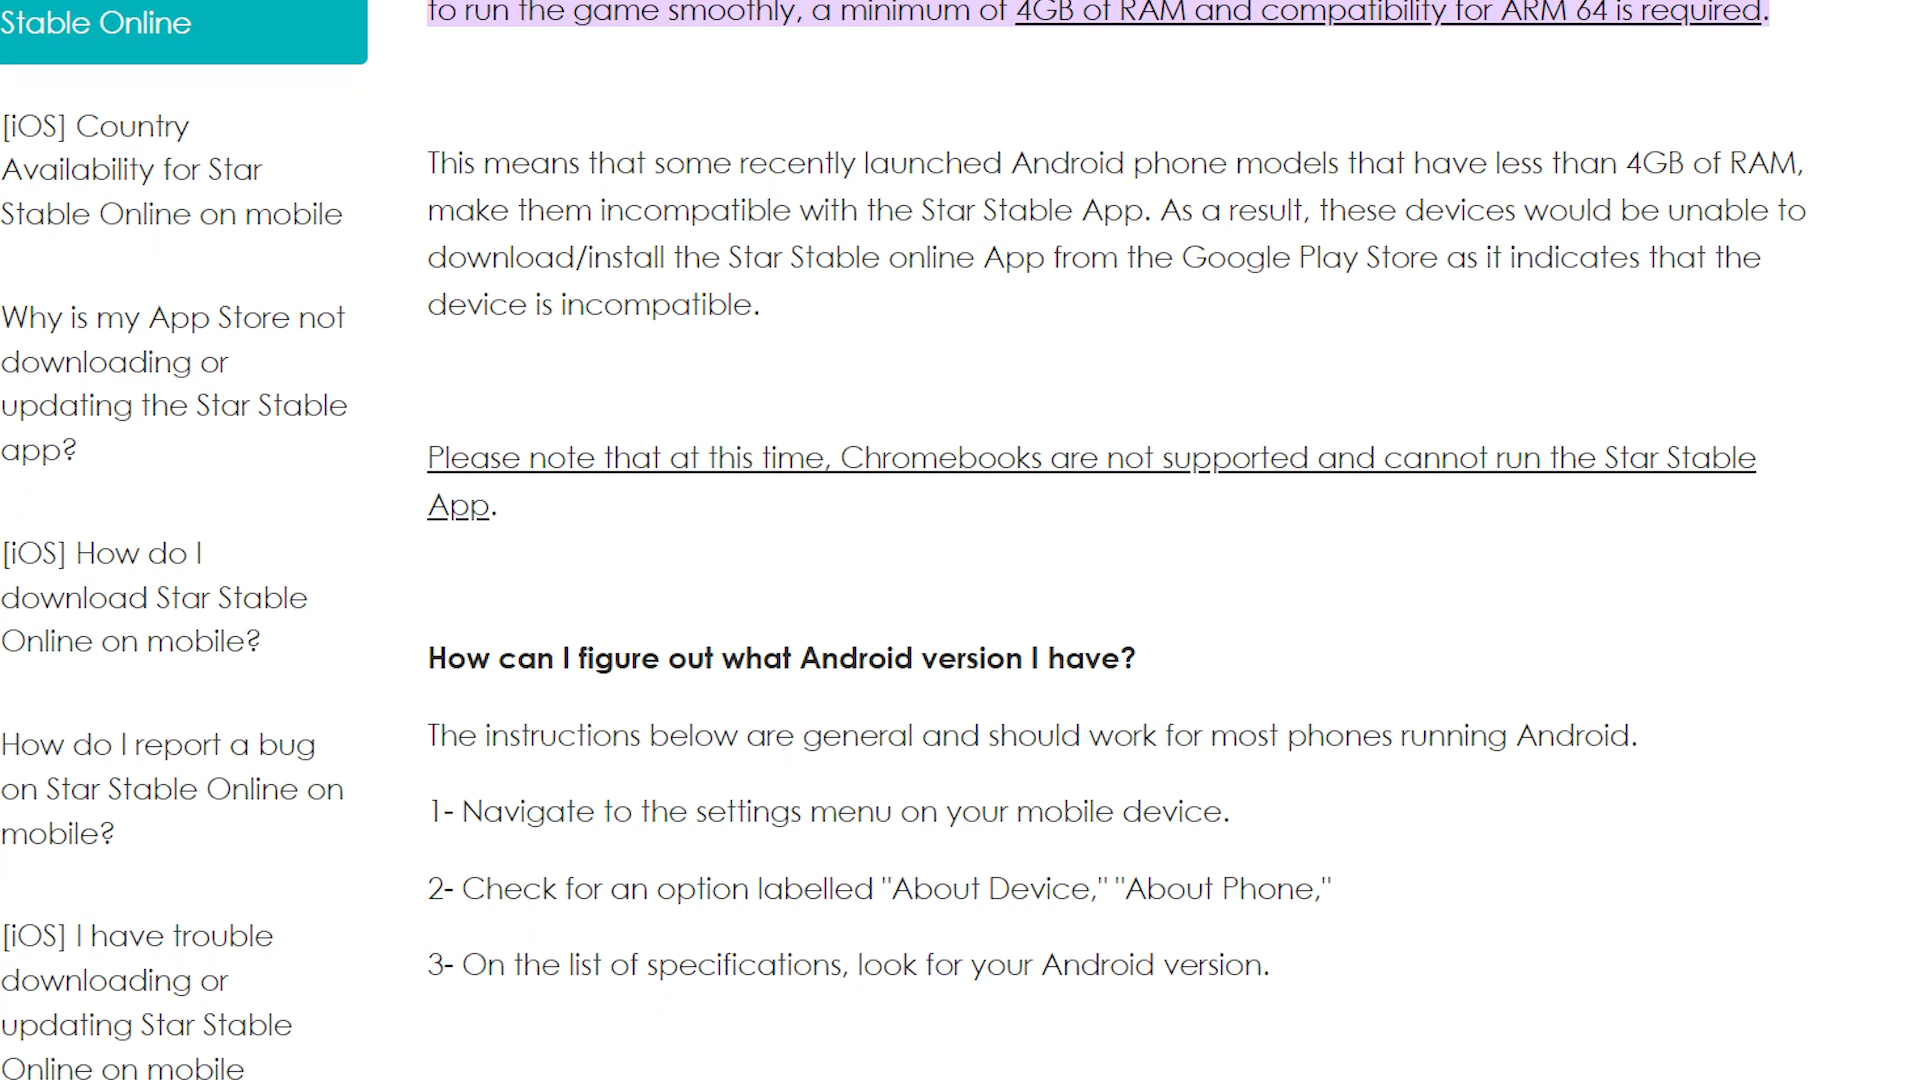 Stable Online
[iOS] Country
Availability for Star
Stable Online on mobile
Why is my App Store not
downloading or
updating the Star Stable
app?
[iOS] How do I
download Star Stable
Online on mobile?
How do I report a bug
on Star Stable Online on
mobile?
[iOS] I have trouble
downloading or
updating Star Stable
Online on mobile
to run the game smoothly, a minimum of 4GB of RAM and compatibility for ARM 64 is required.
This means that some recently launched Android phone models that have less than 4GB of RAM,
make them incompatible with the Star Stable App. As a result, these devices would be unable to
download/install the Star Stable online App from the Google Play Store as it indicates that the
device is incompatible.
Please note that at this time, Chromebooks are not supported and cannot run the Star Stable
App.
How can I figure out what Android version I have?
The instructions below are general and should work for most phones running Android.
1- Navigate to the settings menu on your mobile device.
2- Check for an option labelled "About Device," "About Phone,"
3- On the list of specifications, look for your Android version.